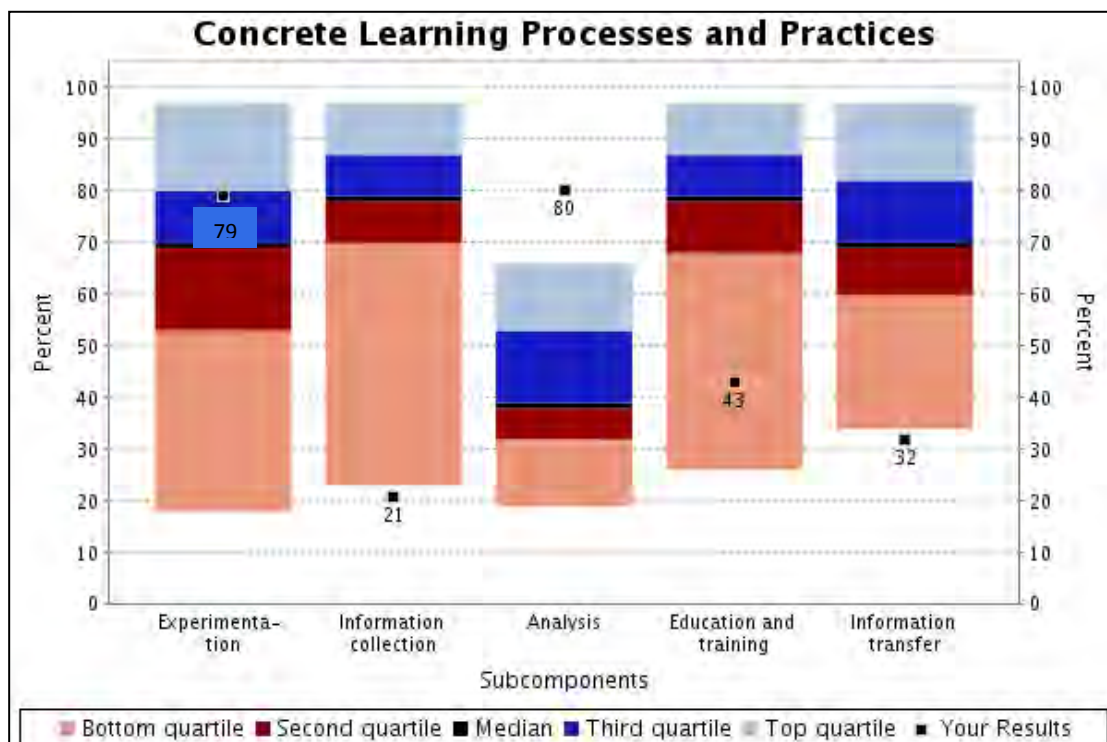 Concrete Learning Processes and Practices
100 100
90 90
80 80
70 70
60 60
50 50
40 40
30 30
20 20
10 10
0 0
Percent
Percent
79
21
80
43
32
Experimenta-
tion
Information
collection
Analysis
Education and
training
Information
transfer
Subcomponents
Bottom quartile Second quartile Median Third quartile Top quartile Your Results